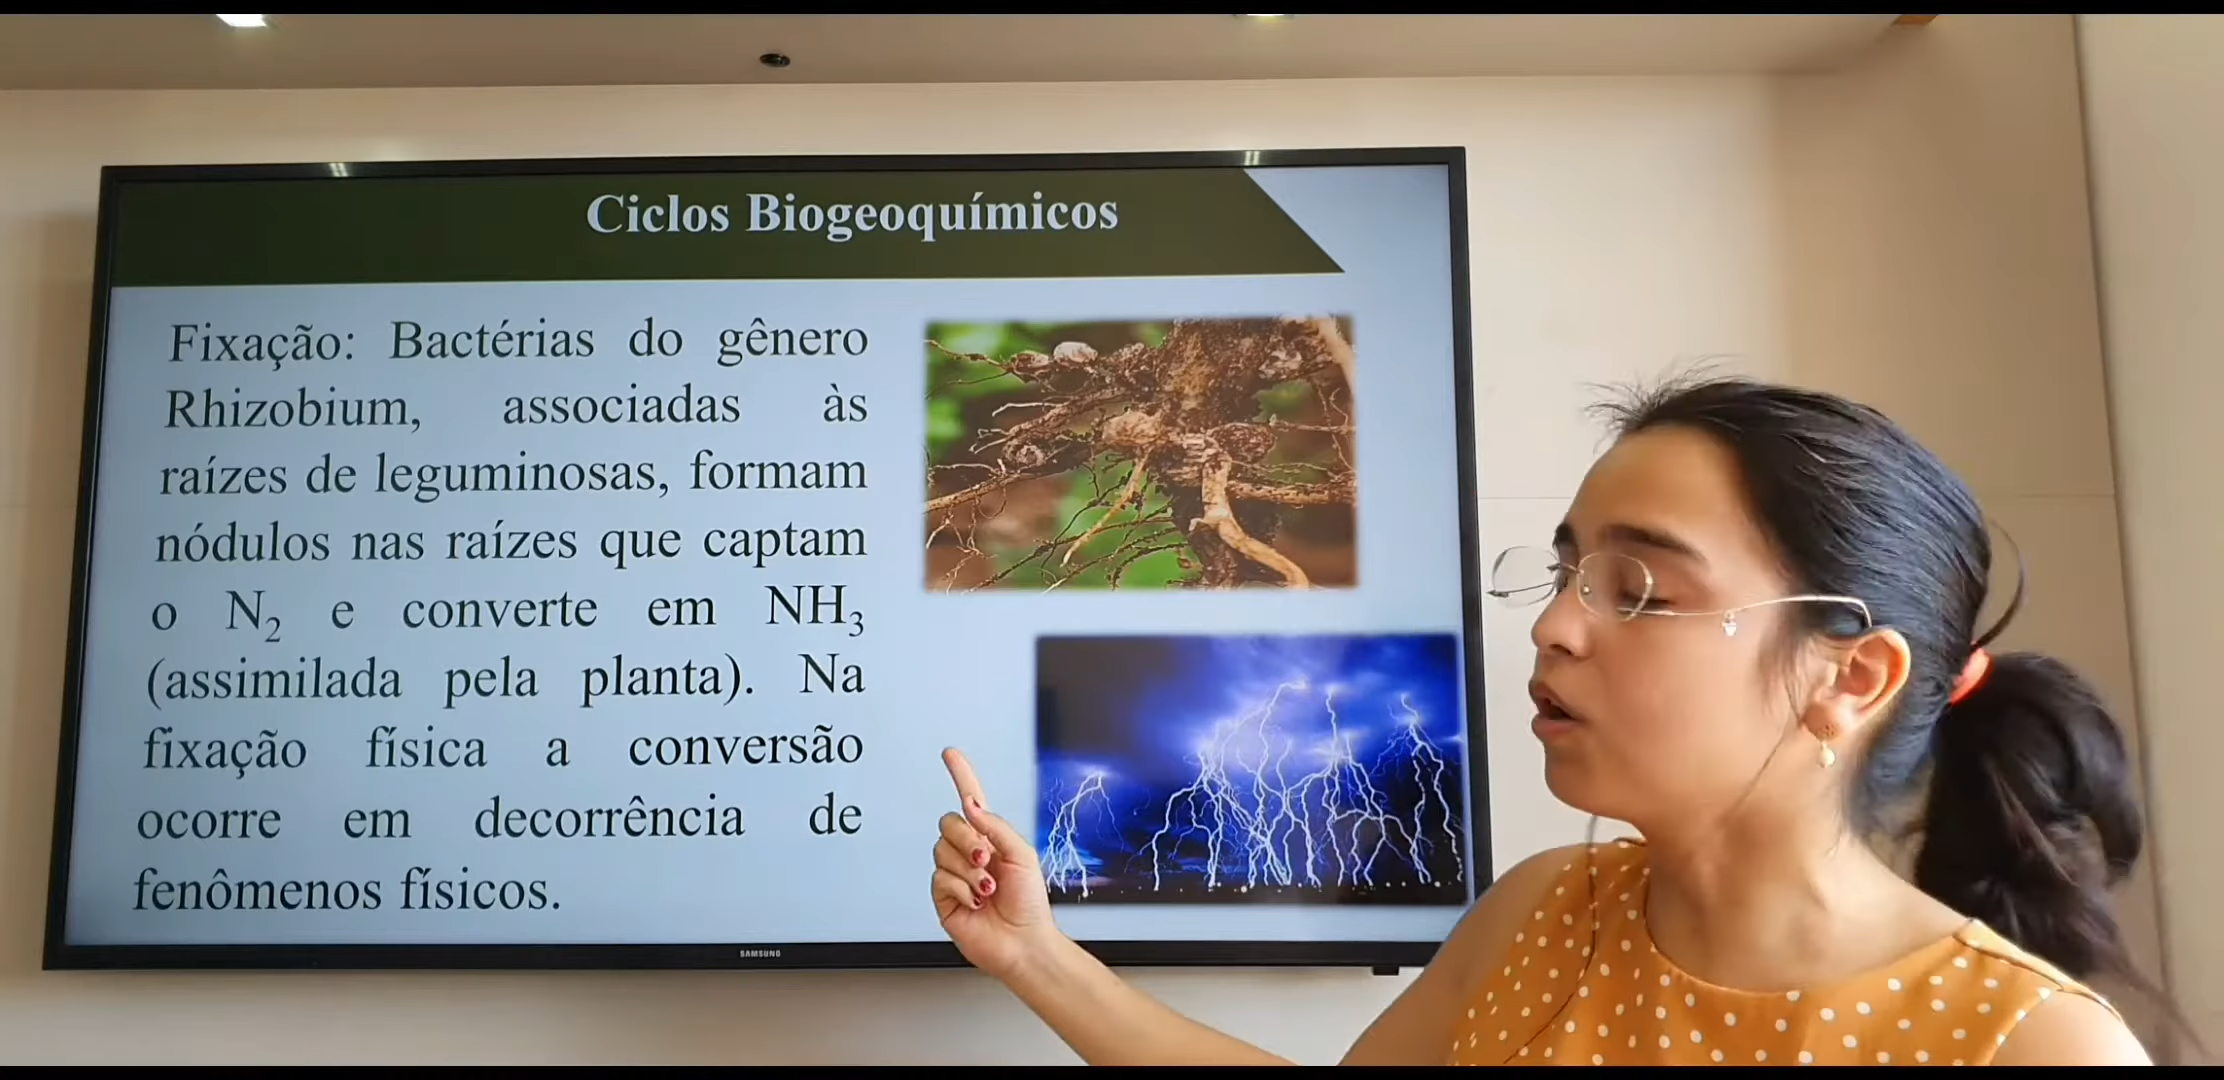 Ciclos Biogeoquímicos
Fixação: Bactérias do gênero
Rhizobium, associadas às
raízes de leguminosas, formam
nódulos nas raízes que captam
o N₂ e converte em NH₃
(assimilada pela planta). Na
fixação física a conversão
ocorre em decorrência de
fenômenos físicos.
SAMSUNG